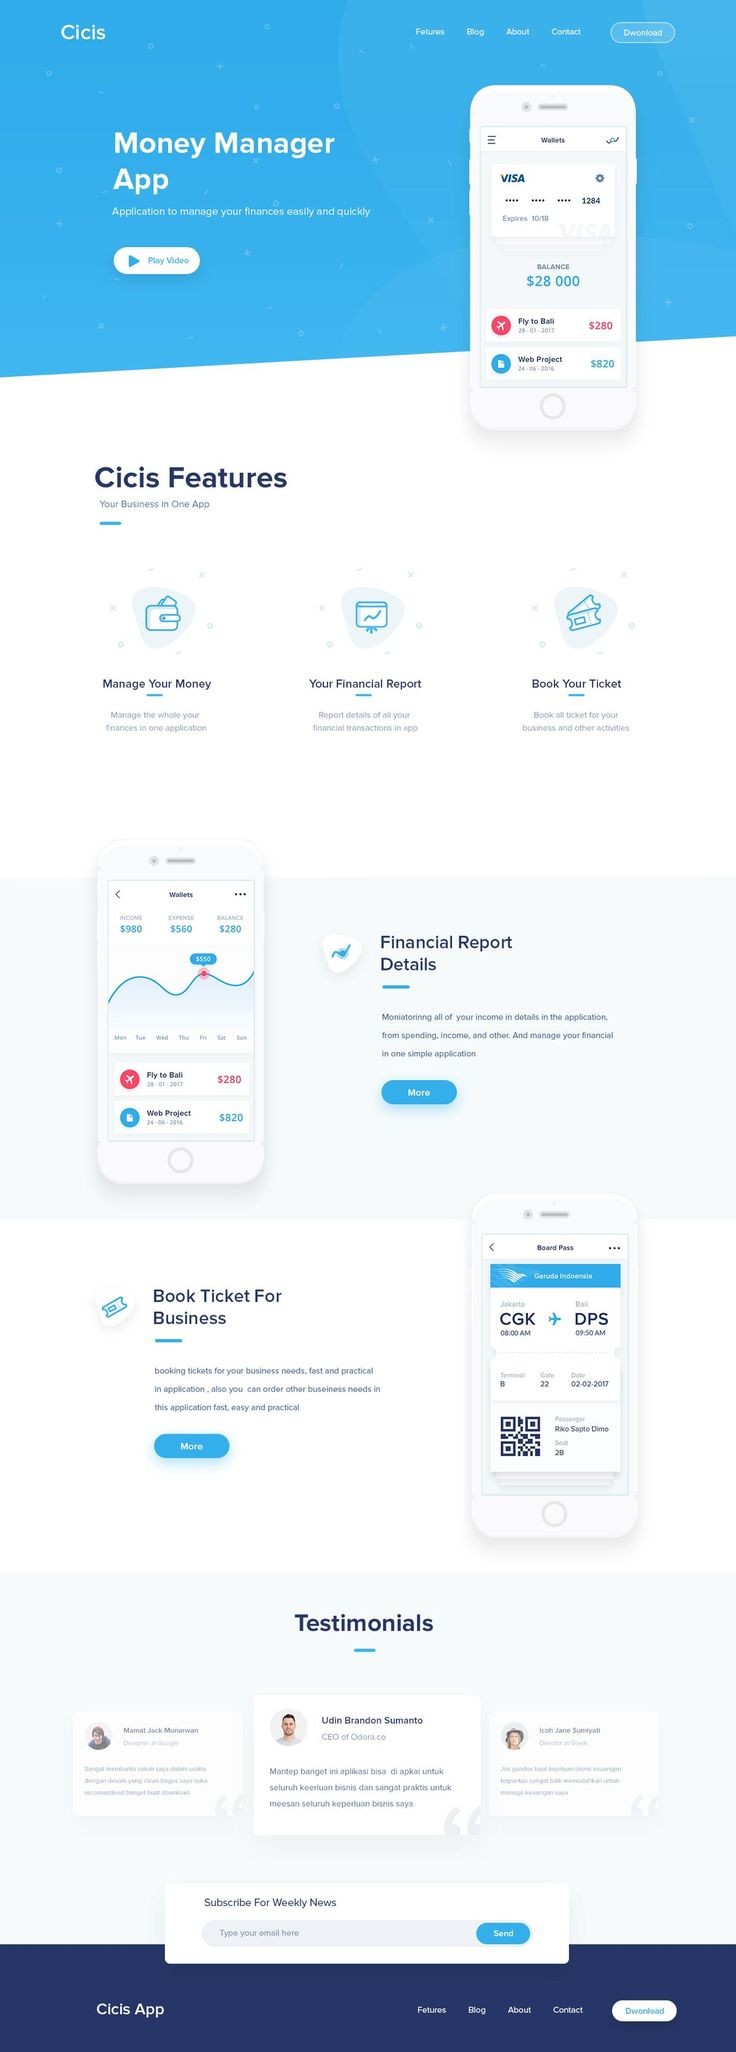 Cicis
Fetures Blog About Contact Dwonload
Money Manager
App
Application to manage your finances easily and quickly
Play Video
Wallets
VISA
•••• •••• •••• 1284
Expires 10/18
VISA
BALANCE
$28 000
Fly to Bali
28 - 01 - 2017
$280
Web Project
24 - 06 - 2016
$820
Cicis Features
Your Business in One App
Manage Your Money
Manage the whole your
finances in one application
Your Financial Report
Report details of all your
financial transactions in app
Book Your Ticket
Book all ticket for your
business and other activities
Wallets
INCOME EXPENSE BALANCE
$980 $560 $280
$550
Mon Tue Wed Thu Fri Sat Sun
Fly to Bali
28 - 01 - 2017
$280
Web Project
24 - 06 - 2016
$820
Financial Report
Details
Moniatorinng all of your income in details in the application,
from spending, income, and other. And manage your financial
in one simple application
More
Book Ticket For
Business
booking tickets for your business needs, fast and practical
in application , also you can order other buseiness needs in
this application fast, easy and practical
More
Board Pass
Garuda Indoensia
Jakarta Bali
CGK DPS
08:00 AM 09:50 AM
Terminal Gate Date
B 22 02-02-2017
Passanger
Riko Sapto Dimo
Seat
2B
Testimonials
Mamat Jack Munarwan
Designer at Google
Sangat membantu sekali saya dalam usaha
dengan desain yang clean bagus saya suka
recomandeed banget buat download
Udin Brandon Sumanto
CEO of Odora.co
Mantep banget ini aplikasi bisa di apkai untuk
seluruh keerluan bisnis dan sangat praktis untuk
meesan seluruh keperluan bisnis saya
Icoh Jane Sumiyati
Director at Gojek
Jos gandos buat keprluan bisnis keuangan
terpantau sangat baik memudahkan untuk
menage keuangan saya
Subscribe For Weekly News
Type your email here
Send
Cicis App
Fetures Blog About Contact Dwonload